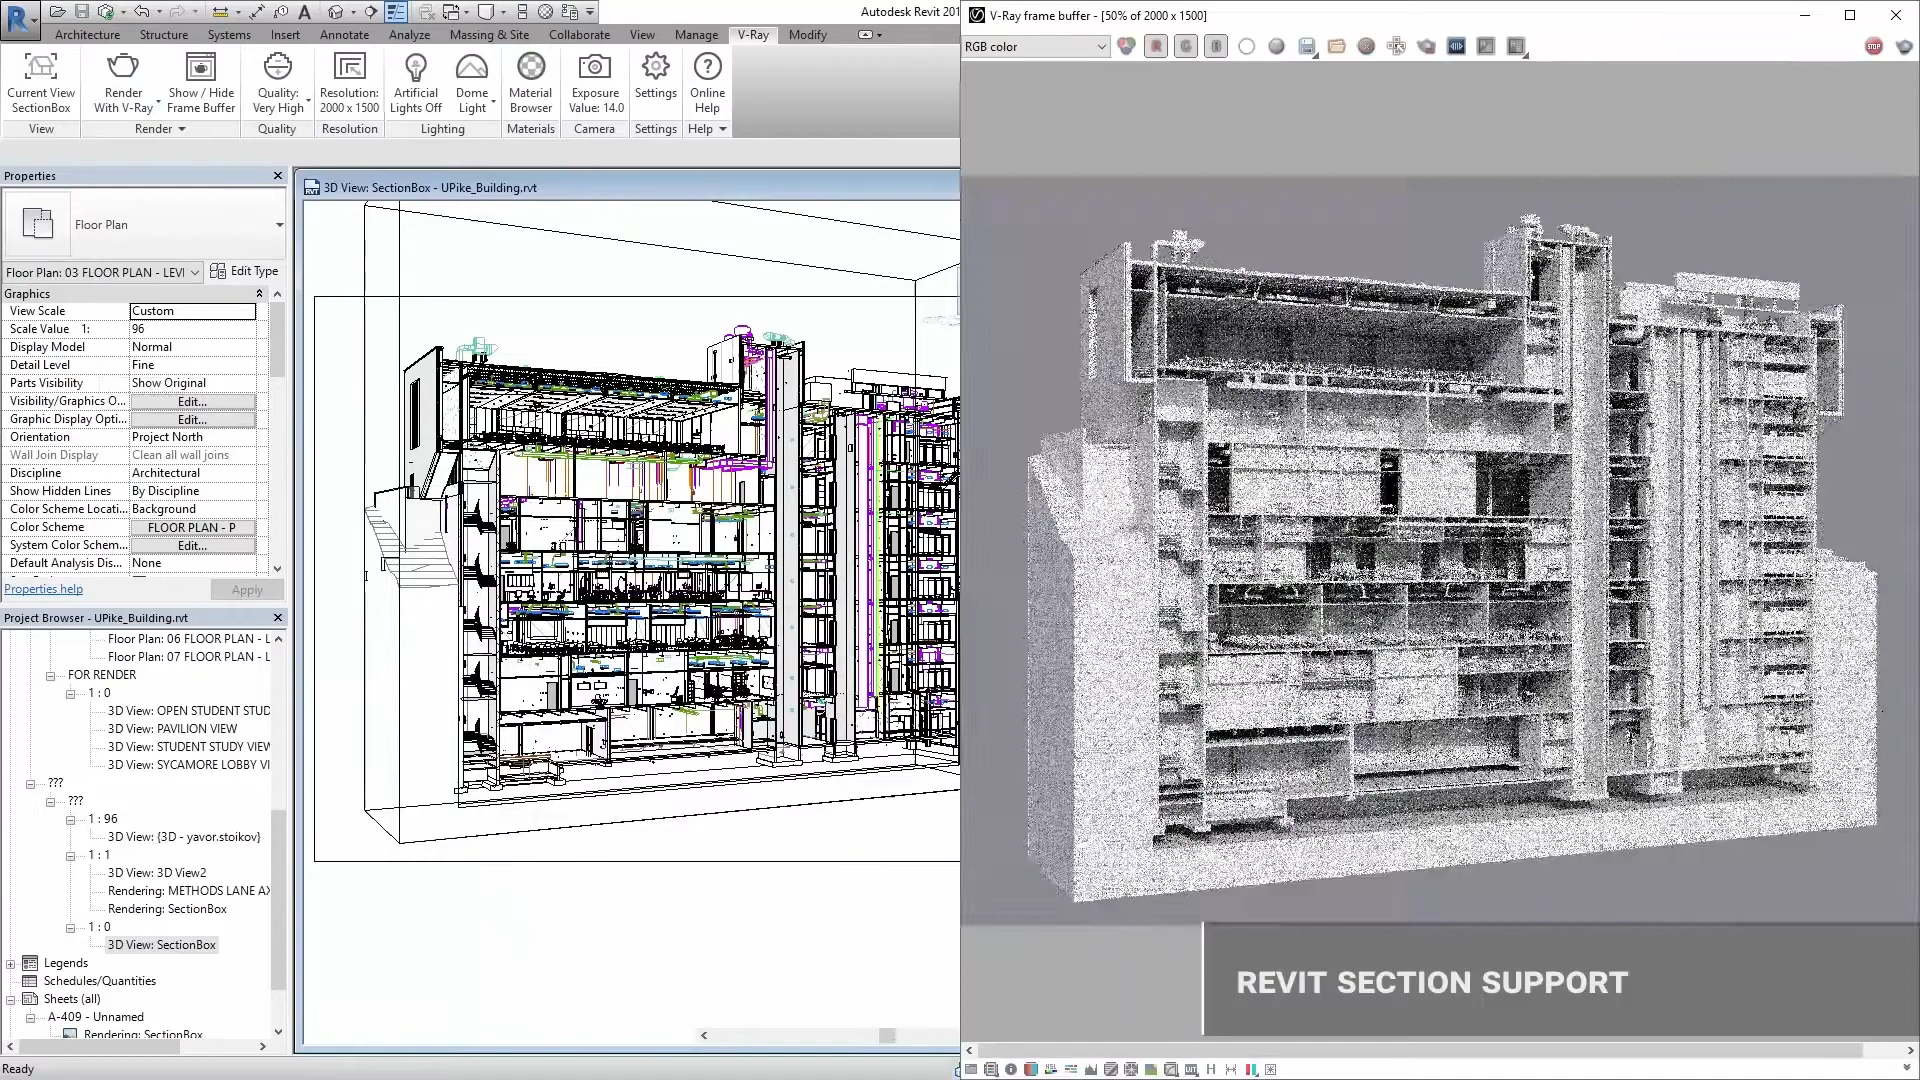 Autodesk Revit 201
Architecture Structure Systems Insert Annotate Analyze Massing & Site Collaborate View Manage V-Ray Modify
Current View SectionBox
Render With V-Ray
Show / Hide Frame Buffer
Quality: Very High
Resolution: 2000 x 1500
Artificial Lights Off
Dome Light
Material Browser
Exposure Value: 14.0
Settings
Online Help
View Render Quality Resolution Lighting Materials Camera Settings Help
Properties
Floor Plan
Floor Plan: 03 FLOOR PLAN - LEVI
Edit Type
Graphics
View Scale Custom
Scale Value 1: 96
Display Model Normal
Detail Level Fine
Parts Visibility Show Original
Visibility/Graphics O... Edit...
Graphic Display Opti... Edit...
Orientation Project North
Wall Join Display Clean all wall joins
Discipline Architectural
Show Hidden Lines By Discipline
Color Scheme Locati... Background
Color Scheme FLOOR PLAN - P
System Color Schem... Edit...
Default Analysis Dis... None
Properties help
Apply
Project Browser - UPike_Building.rvt
Floor Plan: 06 FLOOR PLAN - L
Floor Plan: 07 FLOOR PLAN - L
FOR RENDER
1 : 0
3D View: OPEN STUDENT STUD
3D View: PAVILION VIEW
3D View: STUDENT STUDY VIEW
3D View: SYCAMORE LOBBY VI
???
???
1 : 96
3D View: {3D - yavor.stoikov}
1 : 1
3D View: 3D View2
Rendering: METHODS LANE AX
Rendering: SectionBox
1 : 0
3D View: SectionBox
Legends
Schedules/Quantities
Sheets (all)
A-409 - Unnamed
Rendering: SectionBox
Ready
3D View: SectionBox - UPike_Building.rvt
V-Ray frame buffer - [50% of 2000 x 1500]
RGB color
REVIT SECTION SUPPORT